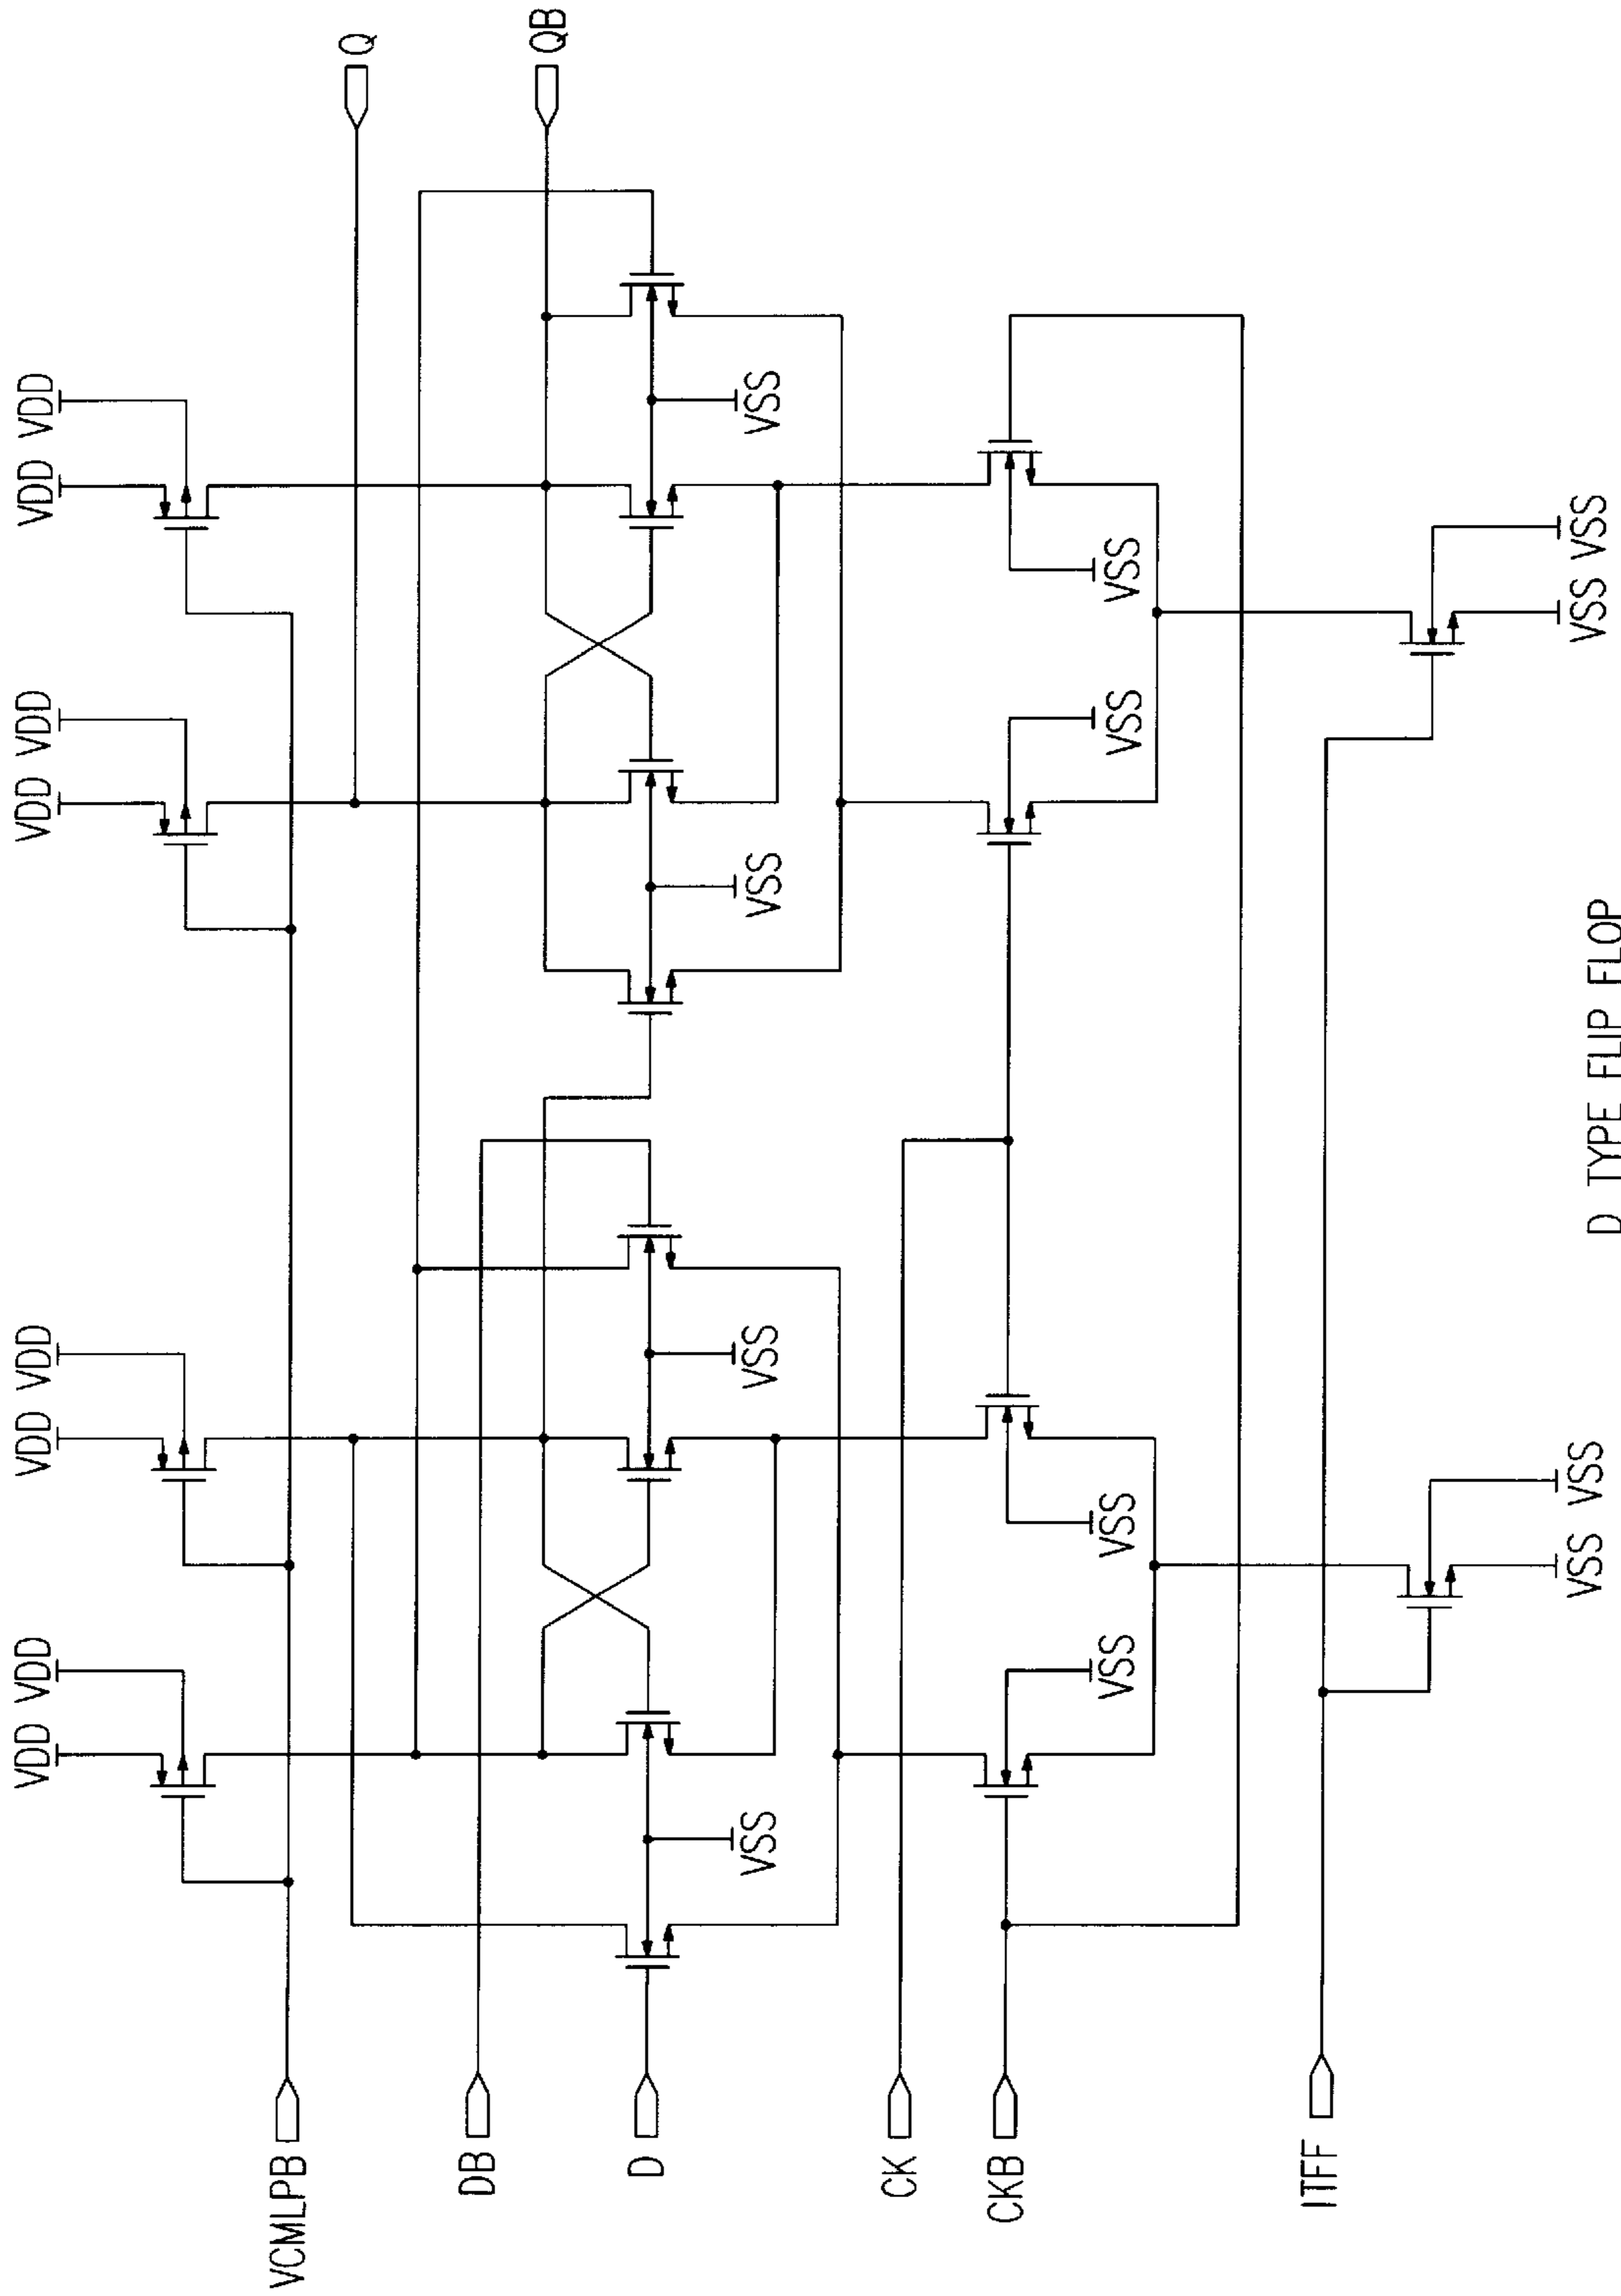 VDD VDD
VDD VDD
VDD VDD
VDD VDD
VCMLPB
Q
DB
QB
D
VSS
VSS
VSS
VSS
CK
CKB
VSS
VSS
VSS
VSS
ITFF
VSS VSS
VSS VSS
D TYPE FLIP FLOP